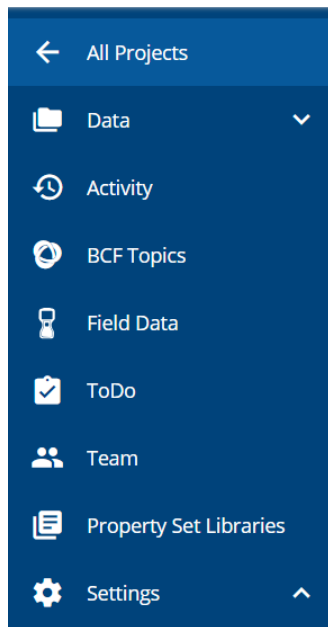 All Projects
Data
Activity
BCF Topics
Field Data
ToDo
Team
Property Set Libraries
Settings